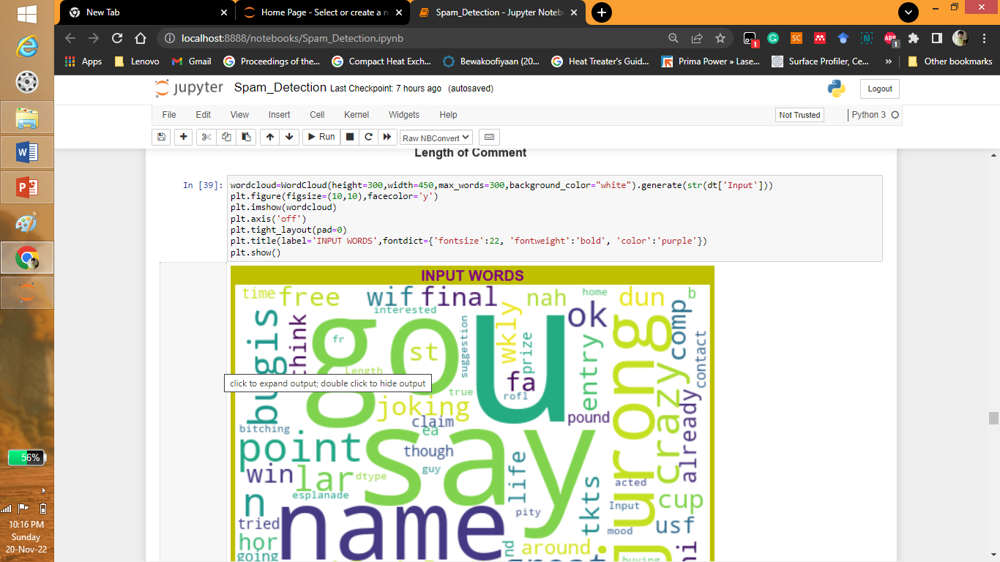 New Tab
Home Page - Select or create a n
Spam_Detection - Jupyter Noteb
localhost:8888/notebooks/Spam_Detection.ipynb
Apps Lenovo Gmail Proceedings of the... Compact Heat Exch... Bewakoofiyaan (20... Heat Treater's Guid... Prima Power » Lase... Surface Profiler, Ce... » Other bookmarks
jupyter Spam_Detection Last Checkpoint: 7 hours ago (autosaved)
Logout
File Edit View Insert Cell Kernel Widgets Help
Not Trusted
Python 3
Run
Raw NBConvert
Length of Comment
In [39]:
wordcloud=WordCloud(height=300,width=450,max_words=300,background_color="white").generate(str(dt['Input']))
plt.figure(figsize=(10,10),facecolor='y')
plt.imshow(wordcloud)
plt.axis('off')
plt.tight_layout(pad=0)
plt.title(label='INPUT WORDS',fontdict={'fontsize':22, 'fontweight':'bold', 'color':'purple'})
plt.show()
INPUT WORDS
time free wif final nah home dun b
interested
bugis think fr st suggestion wkly prize ok entry comp contact
gou
Length
click to expand output; double click to hide output
fa
true rofl
joking
claim
pound
crazy already
urong
bitching
ea
point say though
guy
win lar dtype life
esplanade
acted
n name pity tkts Input cup
tried mood usf
hor nd around
going buying
56%
10:16 PM
Sunday
20-Nov-22